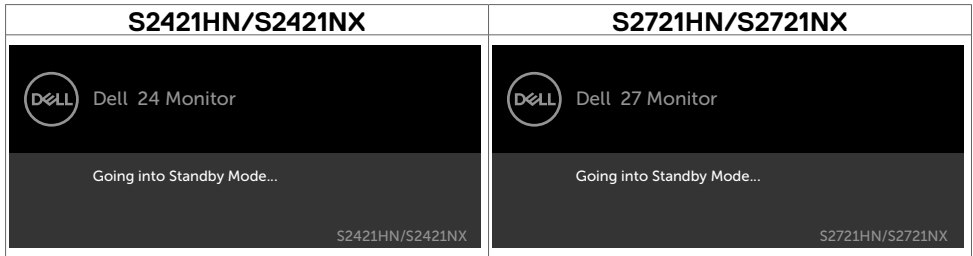 S2421HN/S2421NX
S2721HN/S2721NX
DELL
Dell 24 Monitor
Going into Standby Mode...
S2421HN/S2421NX
DELL
Dell 27 Monitor
Going into Standby Mode...
S2721HN/S2721NX